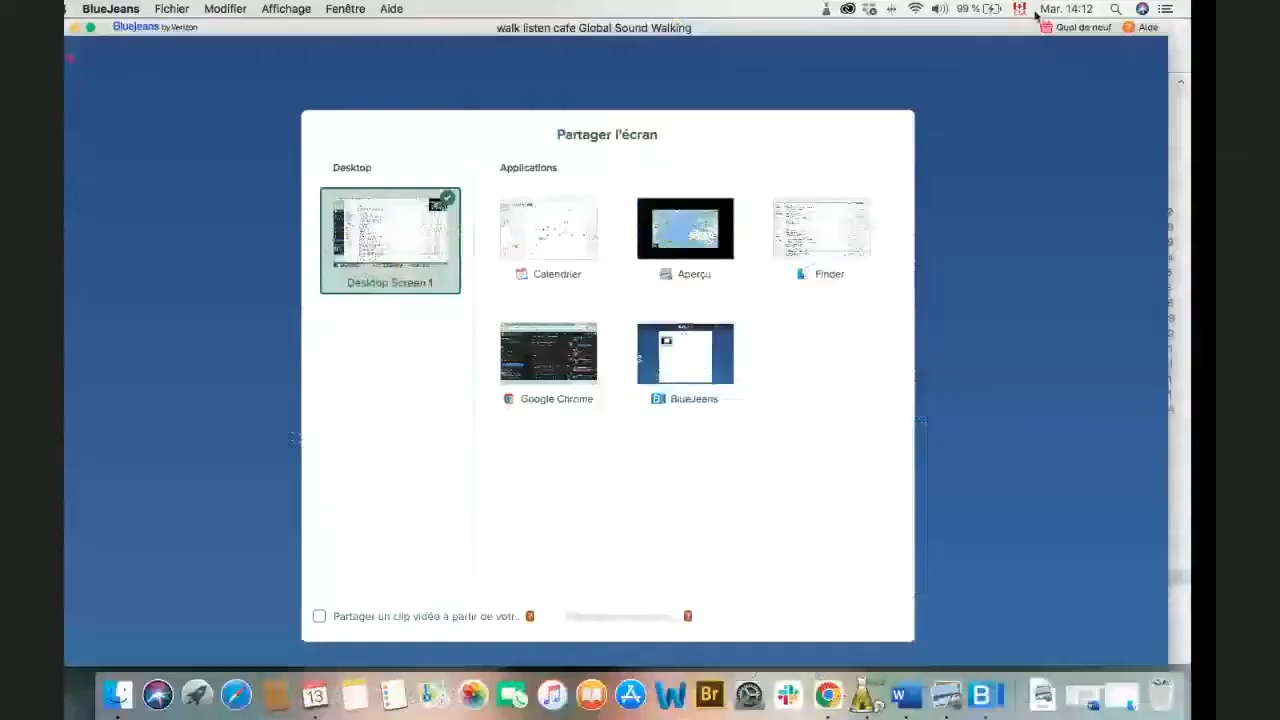 BlueJeans Fichier Modifier Affichage Fenêtre Aide 99 % Mar. 14:12
BlueJeans by Verizon walk listen cafe Global Sound Walking Quoi de neuf Aide
Partager l'écran
Desktop Applications
Desktop Screen 1 Calendrier Aperçu Finder
Google Chrome BlueJeans
Partager un clip vidéo à partir de votr...
13 Br W B